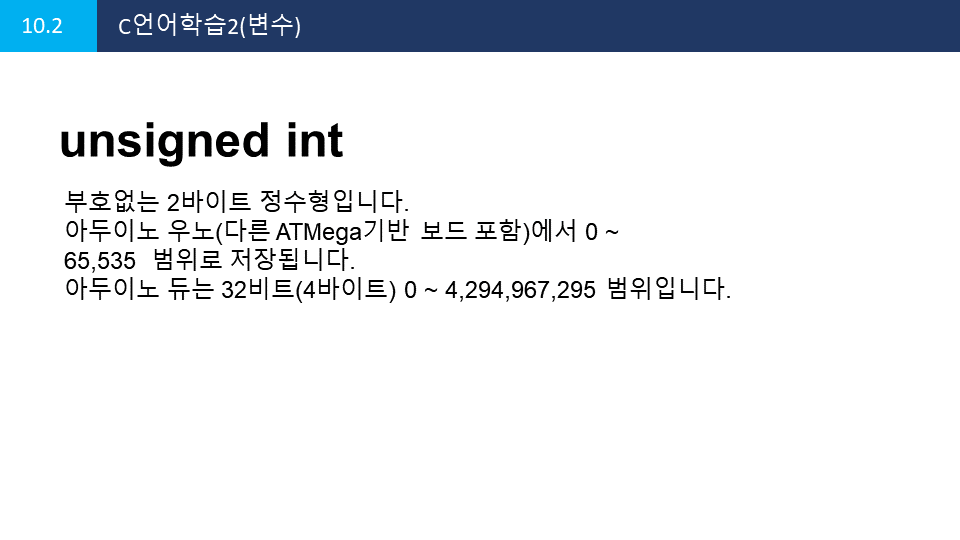 10.2
C언어학습2(변수)
unsigned int
부호없는 2바이트 정수형입니다.
아두이노 우노(다른 ATMega기반 보드 포함)에서 0 ~
65,535 범위로 저장됩니다.
아두이노 듀는 32비트(4바이트) 0 ~ 4,294,967,295 범위입니다.